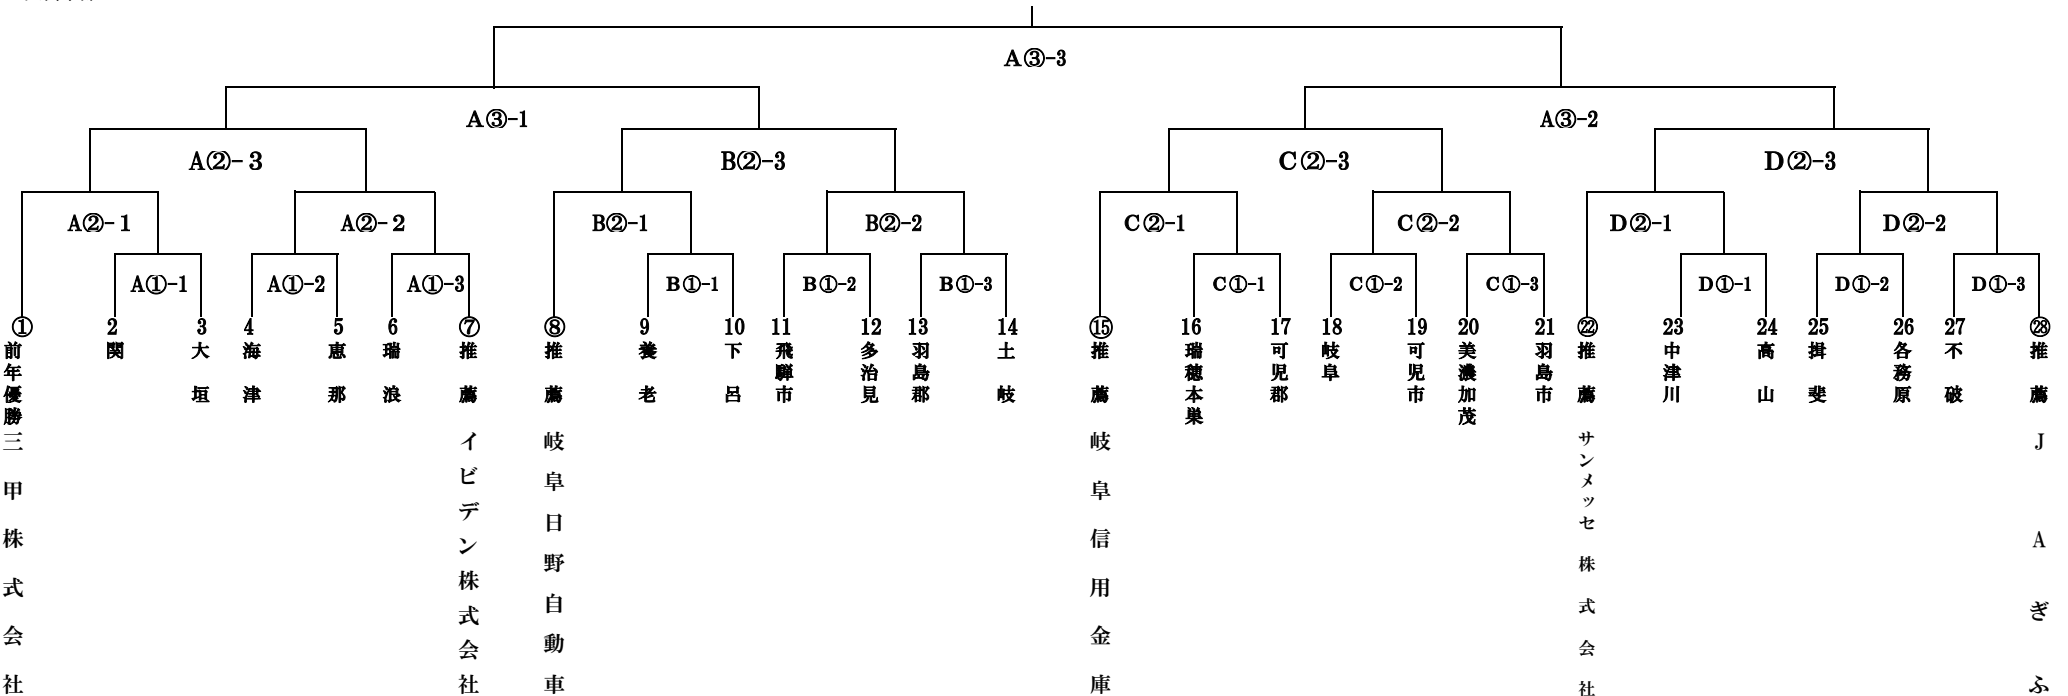 A③-3
A③-1
A③-2
A②-3
B②-3
C②-3
D②-3
A②-1
A②-2
B②-1
B②-2
C②-1
C②-2
D②-1
D②-2
A①-1
A①-2
A①-3
B①-1
B①-2
B①-3
C①-1
C①-2
C①-3
D①-1
D①-2
D①-3
① 前年優勝 三甲株式会社
2 関
3 大垣
4 海津
5 恵那
6 瑞浪
⑦ 推薦 イビデン株式会社
⑧ 推薦 岐阜日野自動車
9 養老
10 下呂
11 飛騨市
12 多治見
13 羽島郡
14 土岐
⑮ 推薦 岐阜信用金庫
16 瑞穂本巣
17 可児郡
18 岐阜
19 可児市
20 美濃加茂
21 羽島市
㉒ 推薦 サンメッセ株式会社
23 中津川
24 高山
25 揖斐
26 各務原
27 不破
㉘ 推薦 JAぎふ